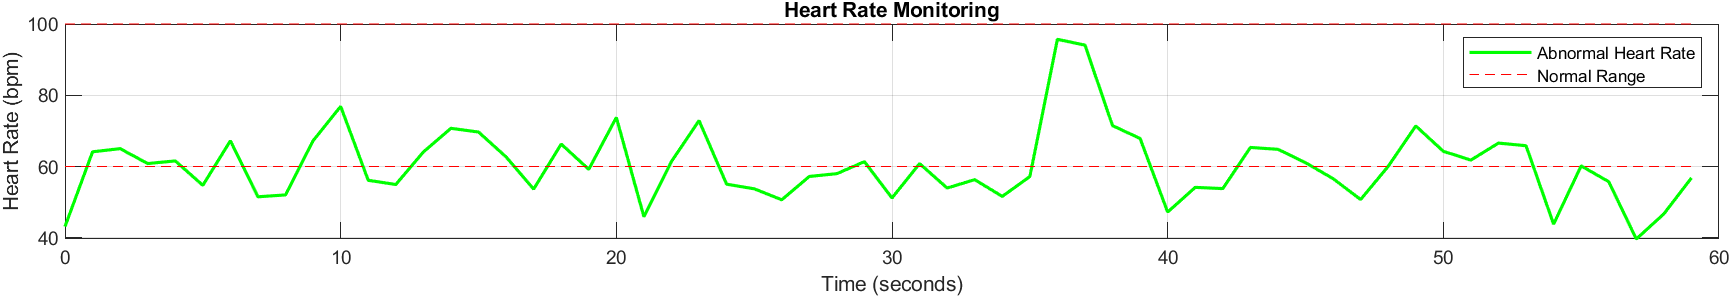 Heart Rate Monitoring
Heart Rate (bpm)
100
80
60
40
0 10 20 30 40 50 60
Time (seconds)
Abnormal Heart Rate
Normal Range